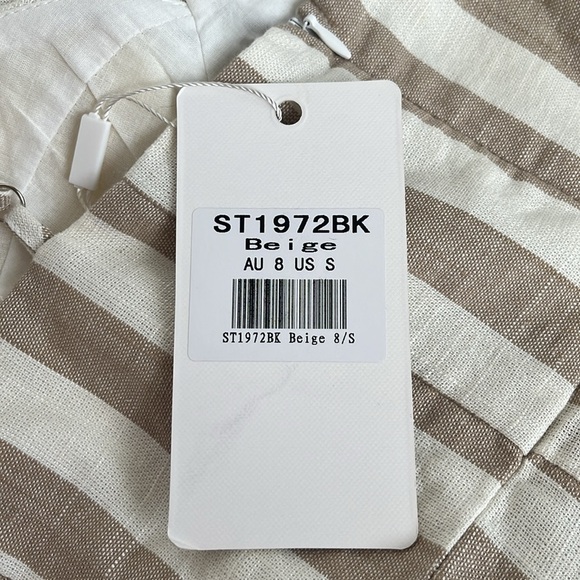 ST1972BK
Beige
AU 8 US S
ST1972BK Beige 8/S